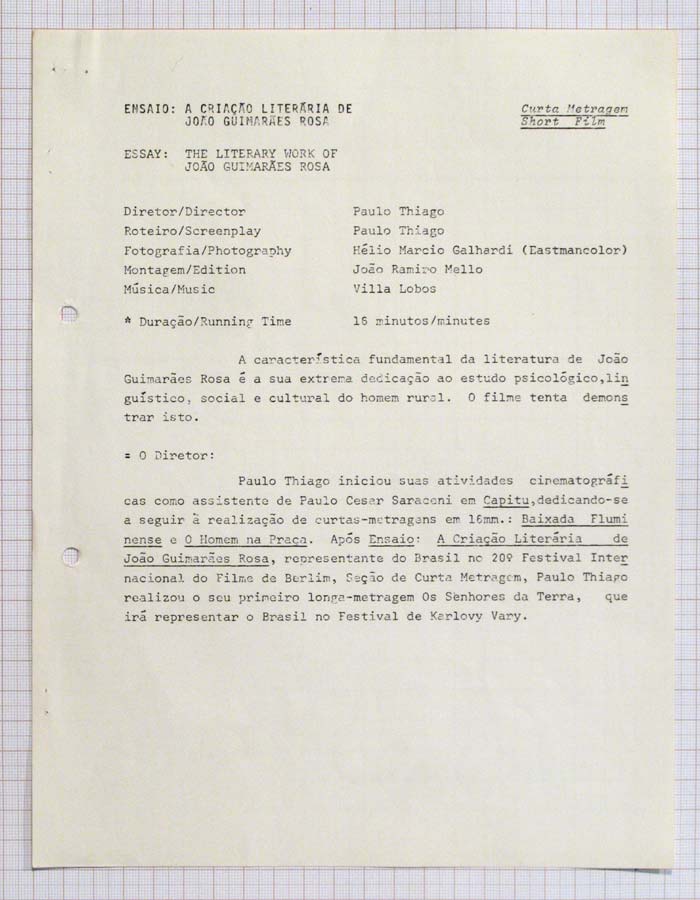 ENSAIO: A CRIAÇÃO LITERÁRIA DE
JOÃO GUIMARÃES ROSA
Curta Metragem
Short Film
ESSAY: THE LITERARY WORK OF
JOÃO GUIMARÃES ROSA
Diretor/Director Paulo Thiago
Roteiro/Screenplay Paulo Thiago
Fotografia/Photography Hélio Marcio Galhardi (Eastmancolor)
Montagem/Edition João Ramiro Mello
Música/Music Villa Lobos
* Duração/Running Time 16 minutos/minutes
A característica fundamental da literatura de João
Guimarães Rosa é a sua extrema dedicação ao estudo psicológico,lin
guístico, social e cultural do homem rural. O filme tenta demons
trar isto.
= O Diretor:
Paulo Thiago iniciou suas atividades cinematográfi
cas como assistente de Paulo Cesar Saraceni em Capitu,dedicando-se
a seguir à realização de curtas-metragens em 16mm.: Baixada Flumi
nense e O Homem na Praça. Após Ensaio: A Criação Literária de
João Guimarães Rosa, representante do Brasil no 20º Festival Inter
nacional do Filme de Berlim, Seção de Curta Metragem, Paulo Thiago
realizou o seu primeiro longa-metragem Os Senhores da Terra, que
irá representar o Brasil no Festival de Karlovy Vary.